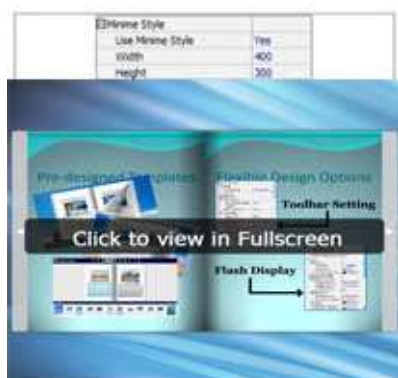 Minime Style
Use Minime Style Yes
Width 400
Height 300
Pre-designed Templates
Flexible Design Options
Toolbar Setting
Click to view in Fullscreen
Flash Display